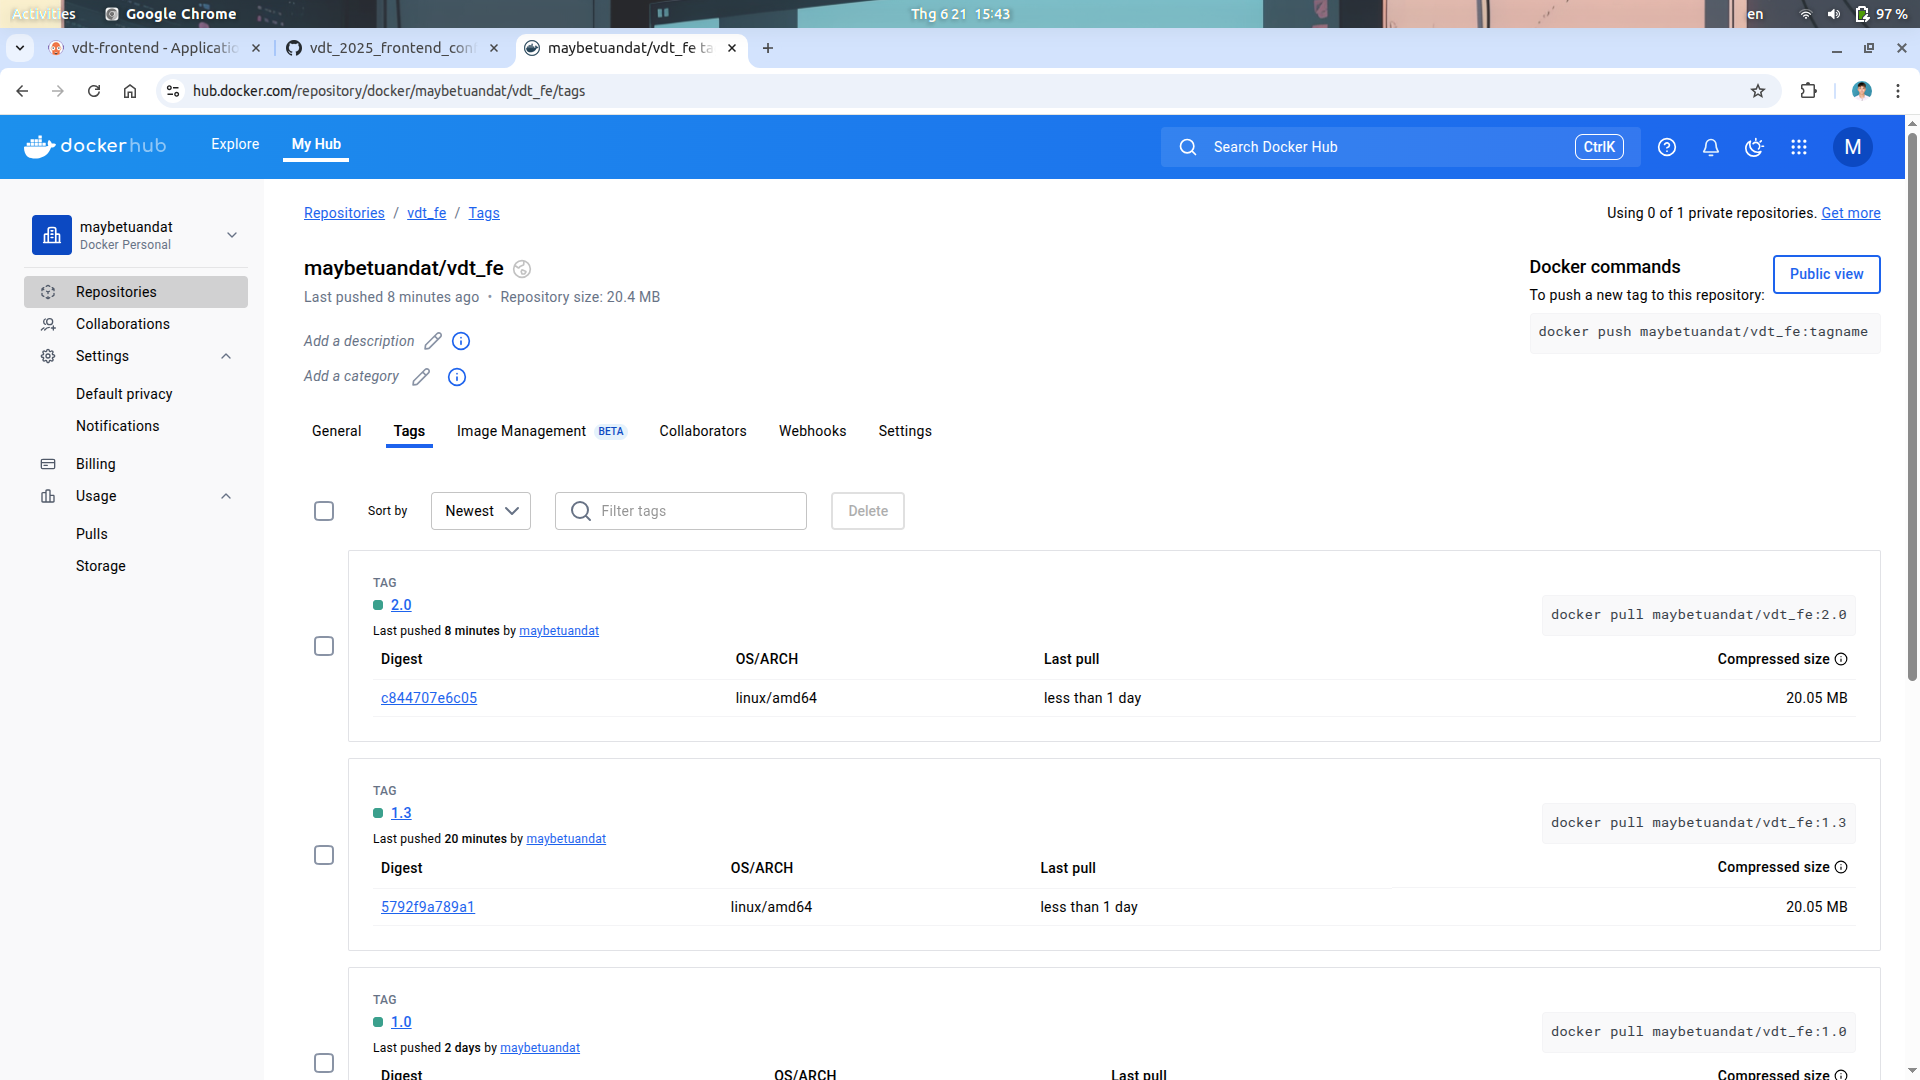 Activities
Google Chrome
Thg 6 21 15:43
en
97 %
vdt-frontend - Applicatio
vdt_2025_frontend_con
maybetuandat/vdt_fe ta
hub.docker.com/repository/docker/maybetuandat/vdt_fe/tags
dockerhub
Explore
My Hub
Search Docker Hub
CtrlK
M
maybetuandat
Docker Personal
Repositories
Collaborations
Settings
Default privacy
Notifications
Billing
Usage
Pulls
Storage
Repositories / vdt_fe / Tags
Using 0 of 1 private repositories. Get more
maybetuandat/vdt_fe
Last pushed 8 minutes ago • Repository size: 20.4 MB
Add a description
Add a category
Docker commands
Public view
To push a new tag to this repository:
docker push maybetuandat/vdt_fe:tagname
General
Tags
Image Management BETA
Collaborators
Webhooks
Settings
Sort by
Newest
Filter tags
Delete
TAG
2.0
Last pushed 8 minutes by maybetuandat
docker pull maybetuandat/vdt_fe:2.0
Digest OS/ARCH Last pull Compressed size
c844707e6c05 linux/amd64 less than 1 day 20.05 MB
TAG
1.3
Last pushed 20 minutes by maybetuandat
docker pull maybetuandat/vdt_fe:1.3
Digest OS/ARCH Last pull Compressed size
5792f9a789a1 linux/amd64 less than 1 day 20.05 MB
TAG
1.0
Last pushed 2 days by maybetuandat
docker pull maybetuandat/vdt_fe:1.0
Digest OS/ARCH Last pull Compressed size